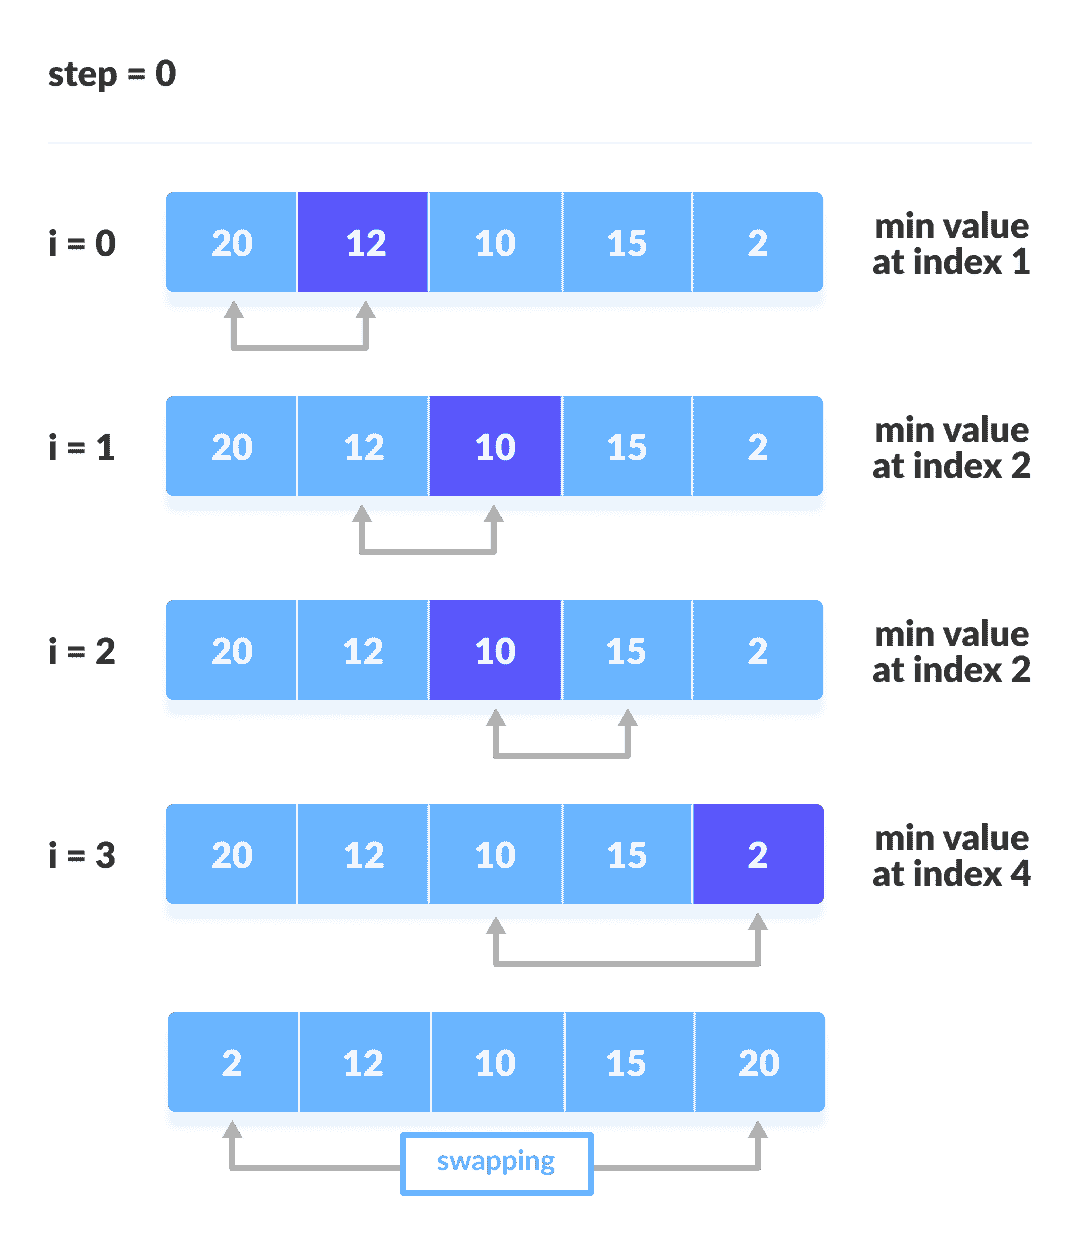 step = 0
i = 0 20 12 10 15 2 min value
at index 1
i = 1 20 12 10 15 2 min value
at index 2
i = 2 20 12 10 15 2 min value
at index 2
i = 3 20 12 10 15 2 min value
at index 4
2 12 10 15 20
swapping